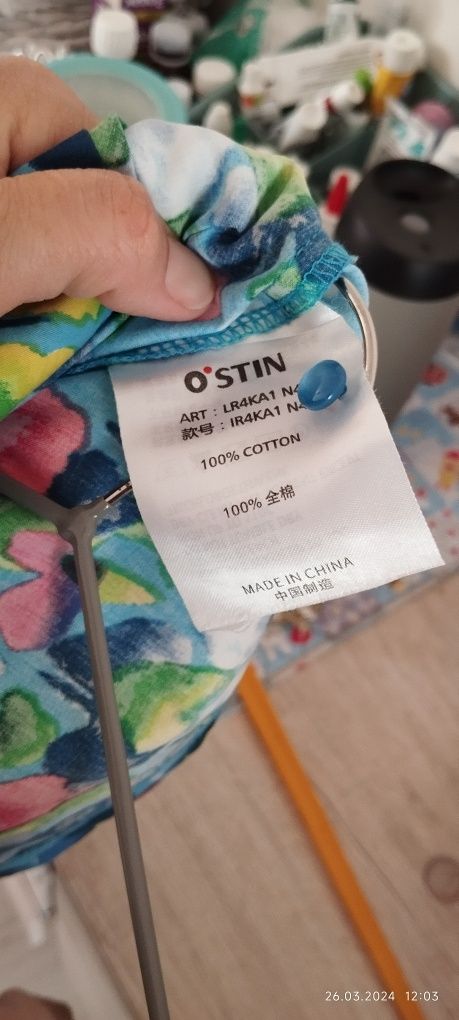 O'STIN
ART : LR4KA1 N4
款号 : IR4KA1 N4
100% COTTON
100% 全棉
MADE IN CHINA
中国制造
26.03.2024 12:03